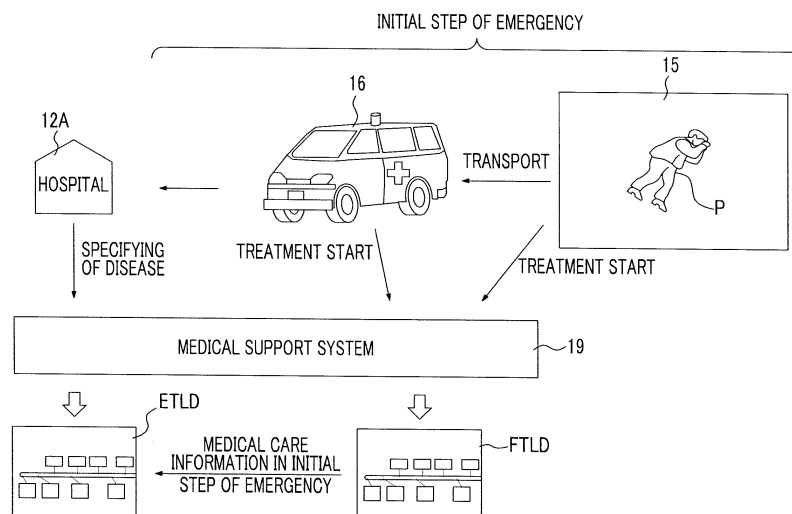 INITIAL STEP OF EMERGENCY
15
16
12A
HOSPITAL
TRANSPORT
P
SPECIFYING
OF DISEASE
TREATMENT START
TREATMENT START
MEDICAL SUPPORT SYSTEM
19
ETLD
FTLD
MEDICAL CARE
INFORMATION IN INITIAL
STEP OF EMERGENCY